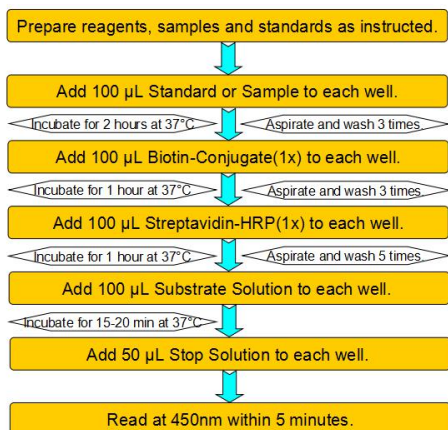 Prepare reagents, samples and standards as instructed.
Add 100 µL Standard or Sample to each well.
Incubate for 2 hours at 37°C
Aspirate and wash 3 times.
Add 100 µL Biotin-Conjugate(1x) to each well.
Incubate for 1 hour at 37°C
Aspirate and wash 3 times.
Add 100 µL Streptavidin-HRP(1x) to each well.
Incubate for 1 hour at 37°C
Aspirate and wash 5 times.
Add 100 µL Substrate Solution to each well.
Incubate for 15-20 min at 37°C
Add 50 µL Stop Solution to each well.
Read at 450nm within 5 minutes.